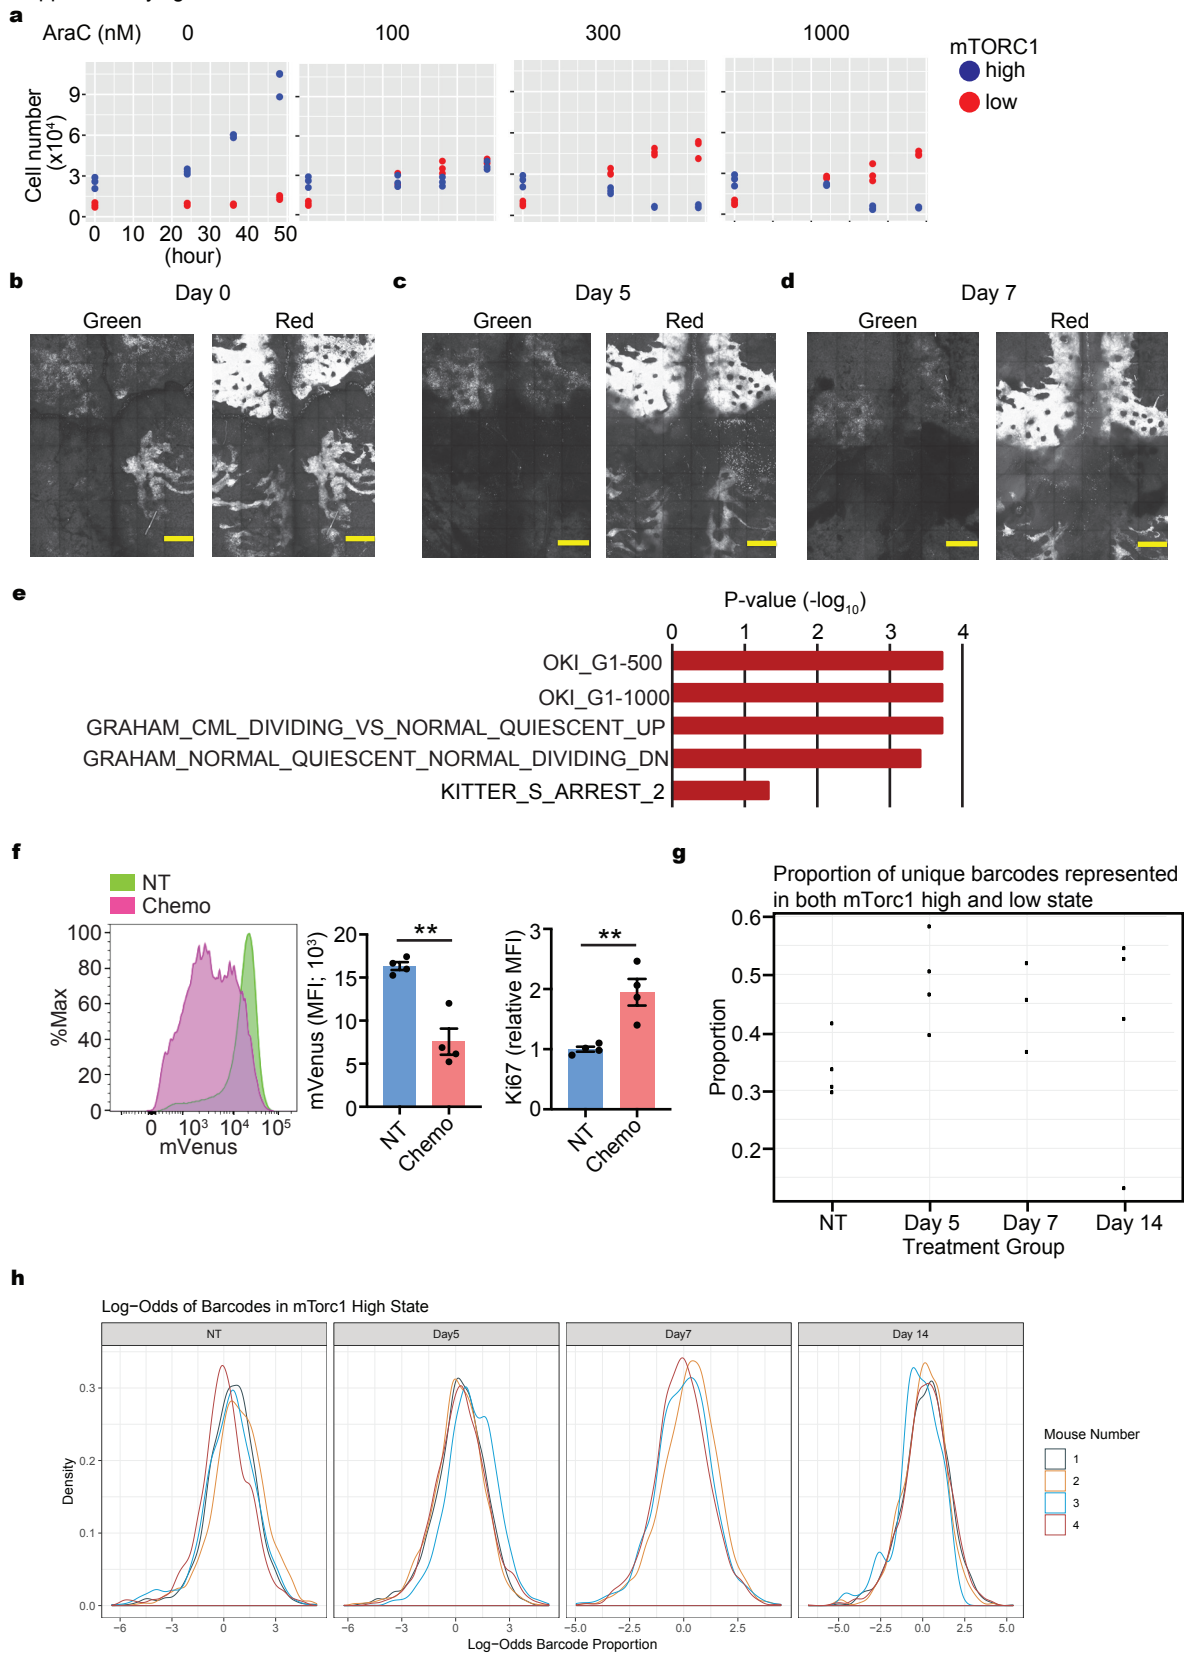 a
AraC (nM) 0 100 300 1000
mTORC1
high
low
Cell number
(x10⁴)
9
6
3
0
0 10 20 30 40 50
(hour)
b c d
Day 0 Day 5 Day 7
Green Red Green Red Green Red
e
P-value (-log₁₀)
0 1 2 3 4
OKI_G1-500
OKI_G1-1000
GRAHAM_CML_DIVIDING_VS_NORMAL_QUIESCENT_UP
GRAHAM_NORMAL_QUIESCENT_NORMAL_DIVIDING_DN
KITTER_S_ARREST_2
f
NT
Chemo
%Max
100
80
60
40
20
0
0 10³ 10⁴ 10⁵
mVenus
mVenus (MFI; 10³)
20
15
10
5
0
**
NT
Chemo
Ki67 (relative MFI)
3
2
1
0
**
NT
Chemo
g
Proportion of unique barcodes represented
in both mTorc1 high and low state
Proportion
0.6
0.5
0.4
0.3
0.2
NT Day 5 Day 7 Day 14
Treatment Group
h
Log−Odds of Barcodes in mTorc1 High State
NT Day5 Day7 Day 14
Density
0.3
0.2
0.1
0.0
−6 −3 0 3 −6 −3 0 3 −5.0 −2.5 0.0 2.5 −5.0 −2.5 0.0 2.5 5.0
Log−Odds Barcode Proportion
Mouse Number
1
2
3
4